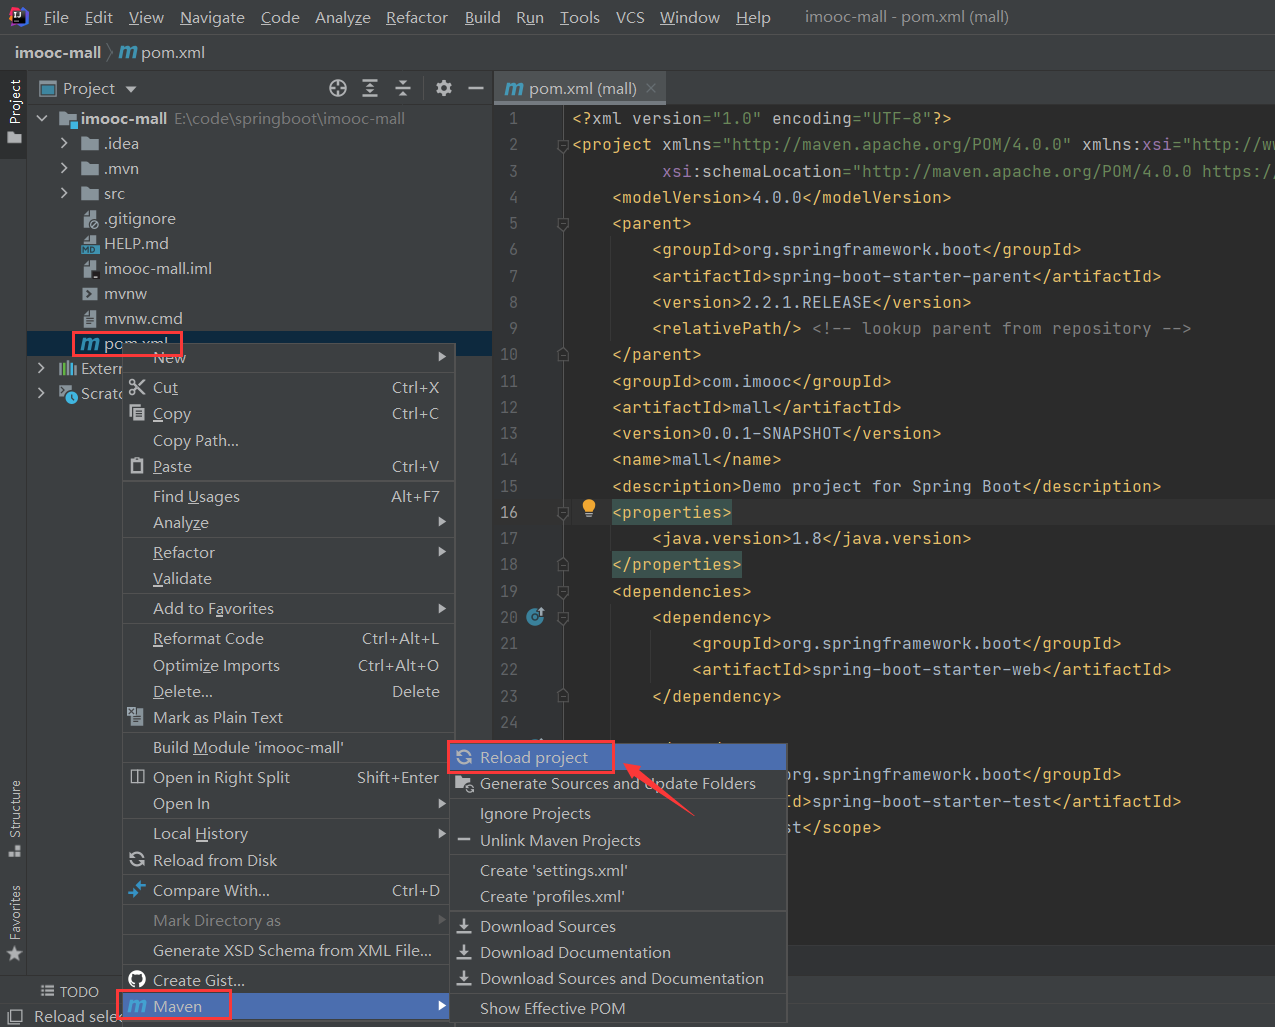 File Edit View Navigate Code Analyze Refactor Build Run Tools VCS Window Help imooc-mall - pom.xml (mall)
imooc-mall pom.xml
Project
Project
pom.xml (mall)
imooc-mall E:\code\springboot\imooc-mall
.idea
.mvn
src
.gitignore
HELP.md
imooc-mall.iml
mvnw
mvnw.cmd
pom.xml
Extern
Scratc
New
Cut Ctrl+X
Copy Ctrl+C
Copy Path...
Paste Ctrl+V
Find Usages Alt+F7
Analyze
Refactor
Validate
Add to Favorites
Reformat Code Ctrl+Alt+L
Optimize Imports Ctrl+Alt+O
Delete... Delete
Mark as Plain Text
Build Module 'imooc-mall'
Open in Right Split Shift+Enter
Open In
Local History
Reload from Disk
Compare With... Ctrl+D
Mark Directory as
Generate XSD Schema from XML File...
Create Gist...
Maven
Reload project
Generate Sources and Update Folders
Ignore Projects
Unlink Maven Projects
Create 'settings.xml'
Create 'profiles.xml'
Download Sources
Download Documentation
Download Sources and Documentation
Show Effective POM
1 <?xml version="1.0" encoding="UTF-8"?>
2 <project xmlns="http://maven.apache.org/POM/4.0.0" xmlns:xsi="http://ww
3 xsi:schemaLocation="http://maven.apache.org/POM/4.0.0 https:/
4 <modelVersion>4.0.0</modelVersion>
5 <parent>
6 <groupId>org.springframework.boot</groupId>
7 <artifactId>spring-boot-starter-parent</artifactId>
8 <version>2.2.1.RELEASE</version>
9 <relativePath/> <!-- lookup parent from repository -->
10 </parent>
11 <groupId>com.imooc</groupId>
12 <artifactId>mall</artifactId>
13 <version>0.0.1-SNAPSHOT</version>
14 <name>mall</name>
15 <description>Demo project for Spring Boot</description>
16 <properties>
17 <java.version>1.8</java.version>
18 </properties>
19 <dependencies>
20 <dependency>
21 <groupId>org.springframework.boot</groupId>
22 <artifactId>spring-boot-starter-web</artifactId>
23 </dependency>
24
org.springframework.boot</groupId>
Id>spring-boot-starter-test</artifactId>
st</scope>
Structure
Favorites
TODO
Reload sele